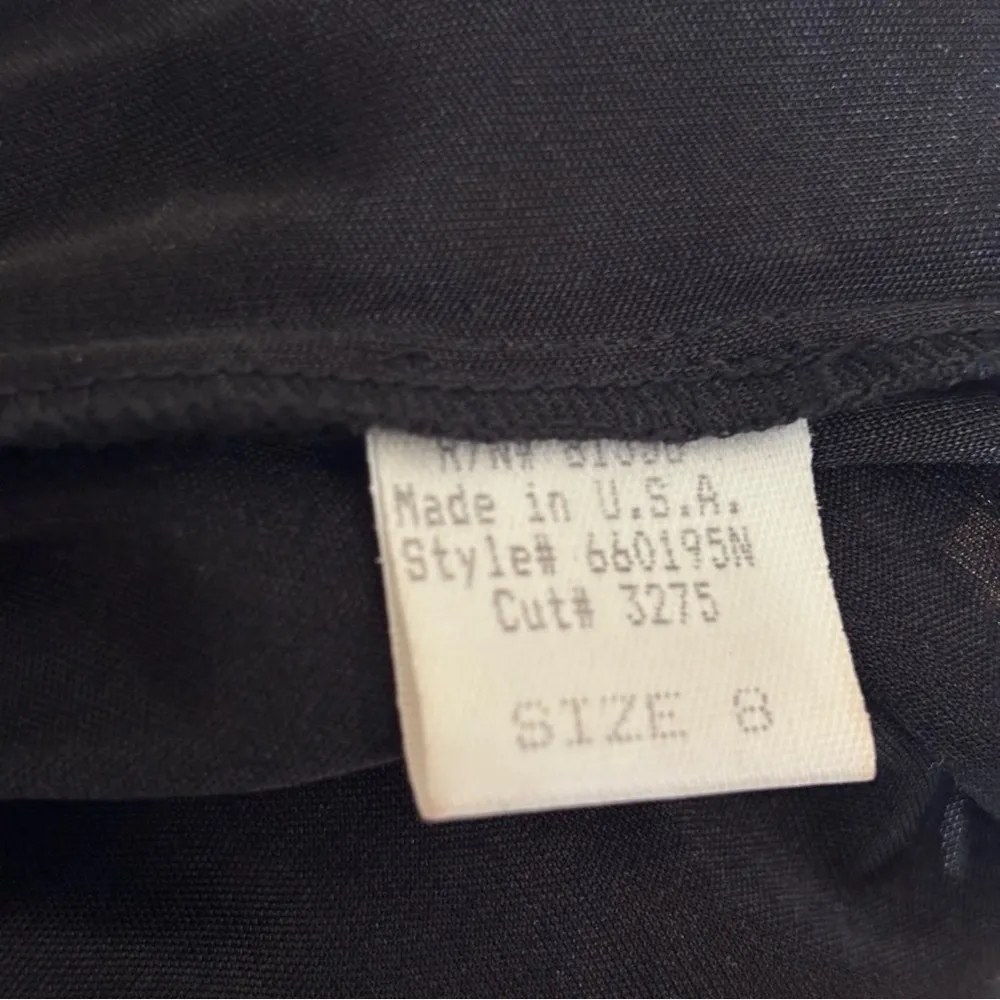 R/N#
Made in U.S.A.
Style# 660195N
Cut# 3275
SIZE 8